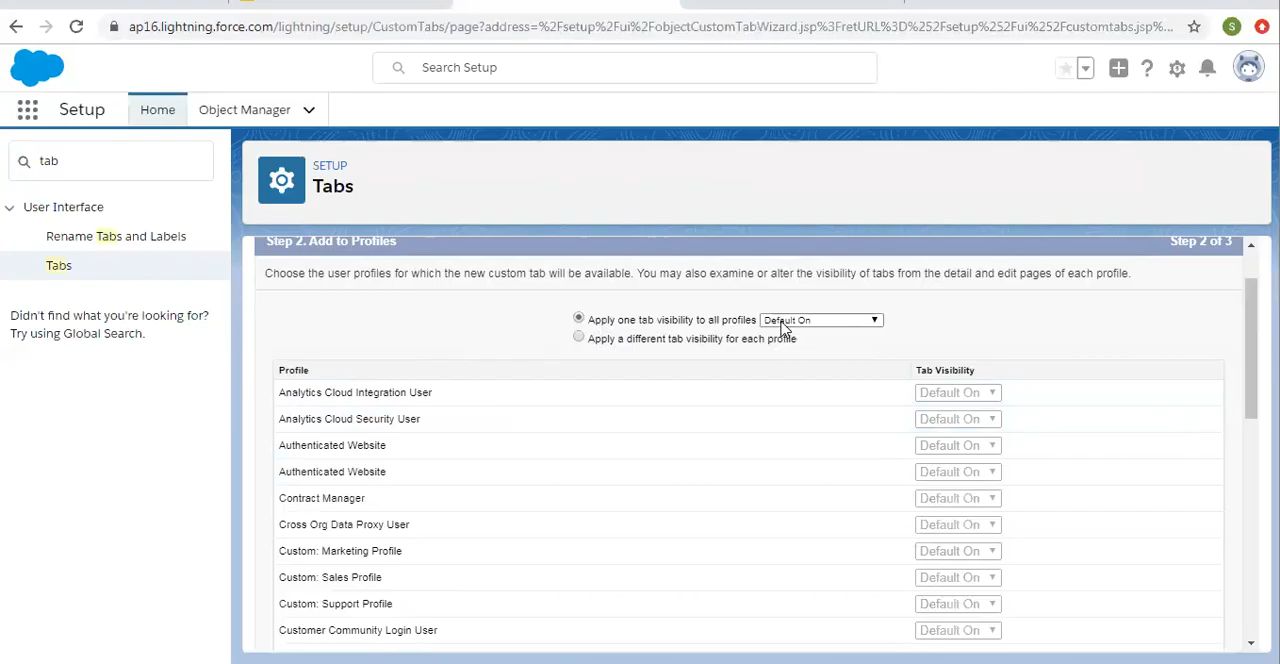 ap16.lightning.force.com/lightning/setup/CustomTabs/page?address=%2Fsetup%2Fui%2FobjectCustomTabWizard.jsp%3FretURL%3D%252Fsetup%252Fui%252Fcustomtabs.jsp%...
S
Search Setup
Setup
Home
Object Manager
tab
SETUP
Tabs
User Interface
Rename Tabs and Labels
Tabs
Didn't find what you're looking for?
Try using Global Search.
Step 2. Add to Profiles
Step 2 of 3
Choose the user profiles for which the new custom tab will be available. You may also examine or alter the visibility of tabs from the detail and edit pages of each profile.
Apply one tab visibility to all profiles Default On
Apply a different tab visibility for each profile
Profile Tab Visibility
Analytics Cloud Integration User Default On
Analytics Cloud Security User Default On
Authenticated Website Default On
Authenticated Website Default On
Contract Manager Default On
Cross Org Data Proxy User Default On
Custom: Marketing Profile Default On
Custom: Sales Profile Default On
Custom: Support Profile Default On
Customer Community Login User Default On